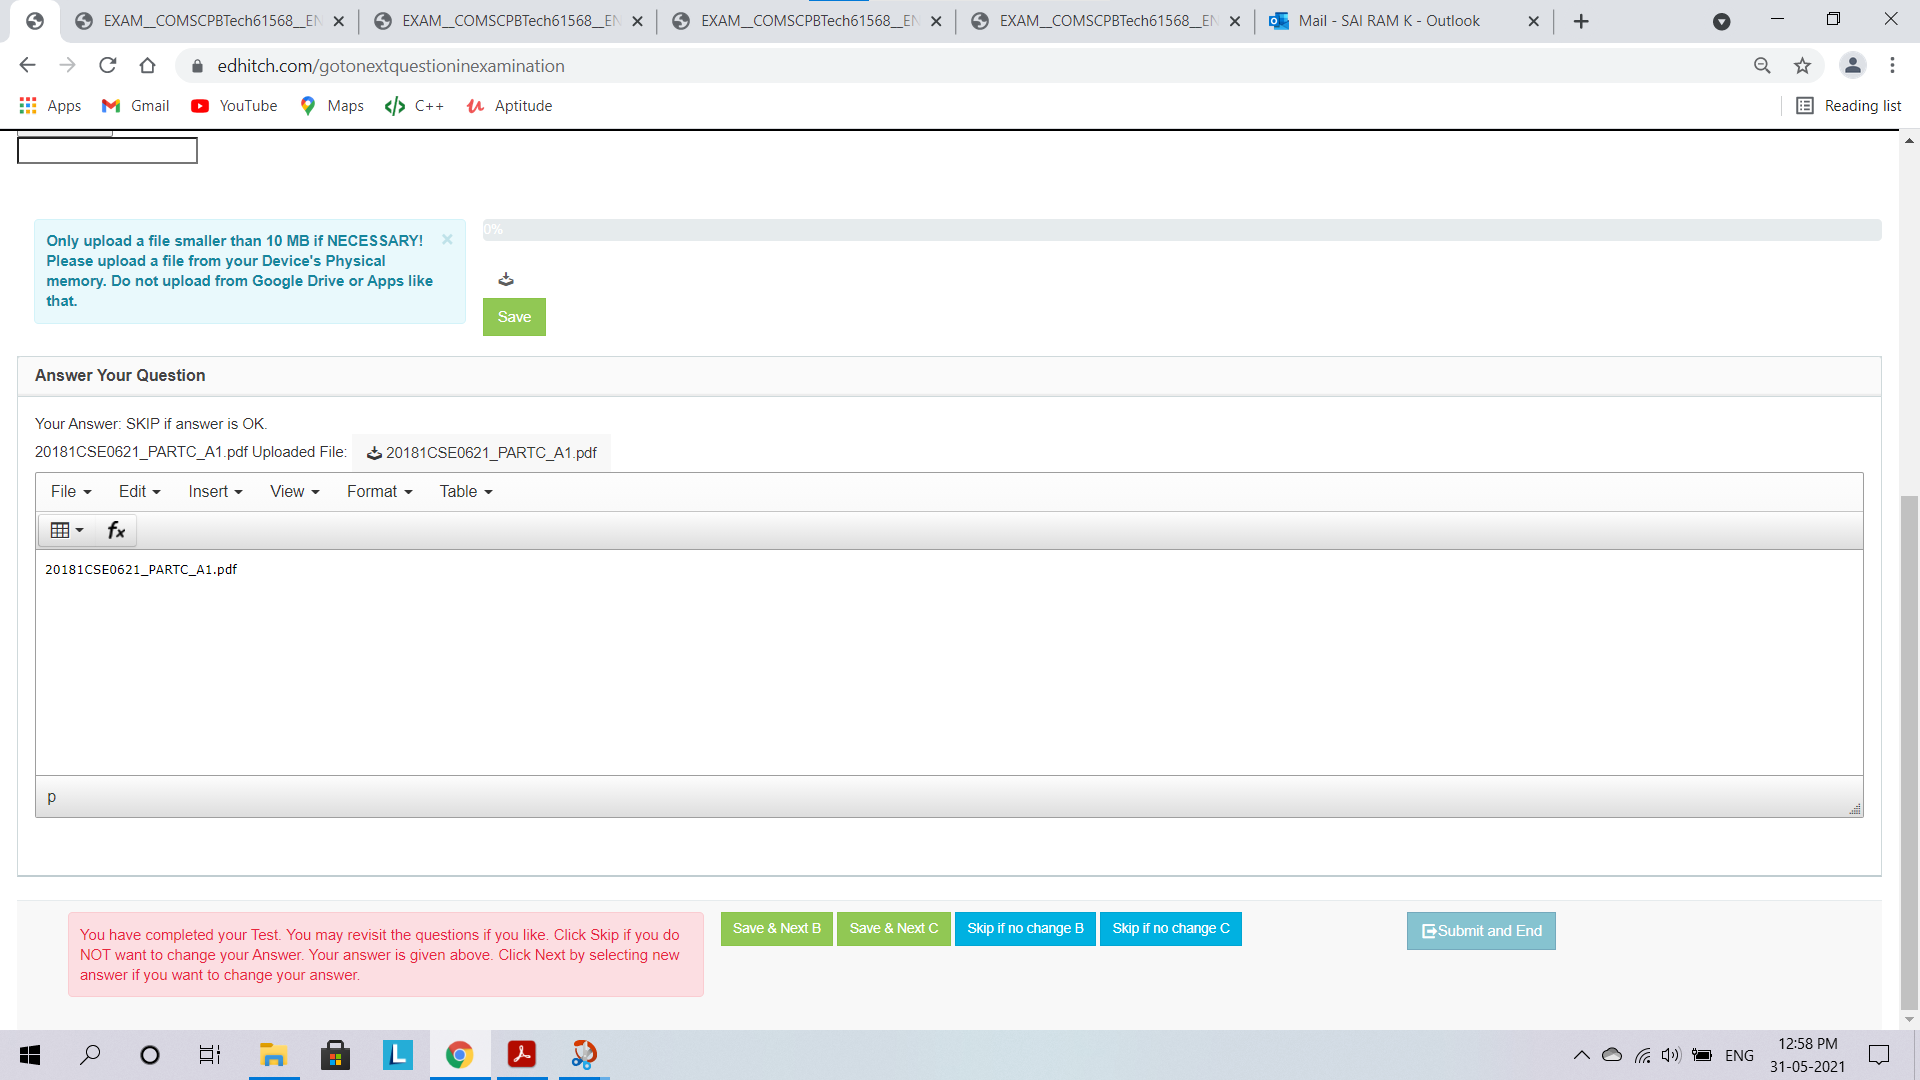 EXAM__COMSCPBTech61568__EN
EXAM__COMSCPBTech61568__EN
EXAM__COMSCPBTech61568__EN
EXAM__COMSCPBTech61568__EN
Mail - SAI RAM K - Outlook
edhitch.com/gotonextquestioninexamination
Apps Gmail YouTube Maps C++ Aptitude Reading list
Only upload a file smaller than 10 MB if NECESSARY!
Please upload a file from your Device's Physical
memory. Do not upload from Google Drive or Apps like
that.
0%
Save
Answer Your Question
Your Answer: SKIP if answer is OK.
20181CSE0621_PARTC_A1.pdf Uploaded File: 20181CSE0621_PARTC_A1.pdf
File Edit Insert View Format Table
fx
20181CSE0621_PARTC_A1.pdf
p
You have completed your Test. You may revisit the questions if you like. Click Skip if you do
NOT want to change your Answer. Your answer is given above. Click Next by selecting new
answer if you want to change your answer.
Save & Next B Save & Next C Skip if no change B Skip if no change C Submit and End
L
ENG
12:58 PM
31-05-2021